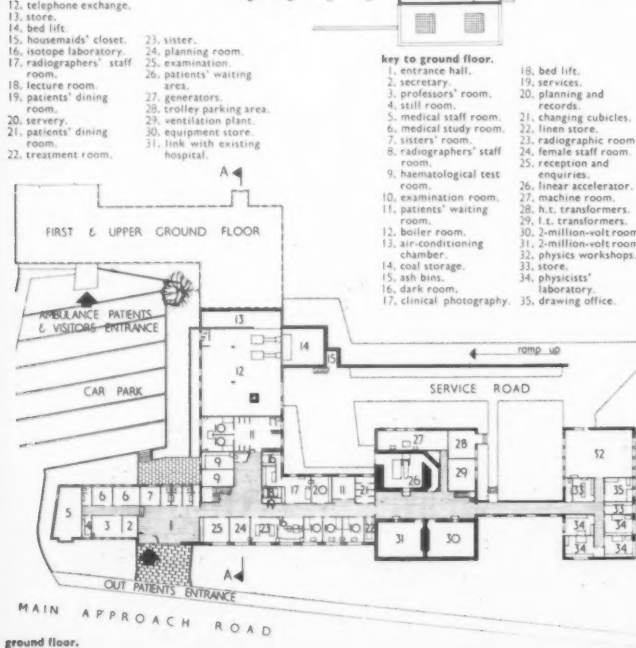 12, telephone exchange.
13, store.
14, bed lift.
15, housemaids' closet.
16, isotope laboratory.
17, radiographers' staff
room.
18, lecture room.
19, patients' dining
room.
20, servery.
21, patients' dining
room.
22, treatment room.
23, sister.
24, planning room.
25, examination.
26, patients' waiting
area.
27, generators.
28, trolley parking area.
29, ventilation plant.
30, equipment store.
31, link with existing
hospital.
key to ground floor.
1, entrance hall.
2, secretary.
3, professors' room.
4, still room.
5, medical staff room.
6, medical study room.
7, sisters' room.
8, radiographers' staff
room.
9, haematological test
room.
10, examination room.
11, patients' waiting
room.
12, boiler room.
13, air-conditioning
chamber.
14, coal storage.
15, ash bins.
16, dark room.
17, clinical photography.
18, bed lift.
19, services.
20, planning and
records.
21, changing cubicles.
22, linen store.
23, radiographic room
24, female staff room.
25, reception and
enquiries.
26, linear accelerator.
27, machine room.
28, h.t. transformers.
29, l.t. transformers.
30, 2-million-volt room
31, 2-million-volt room
32, physics workshops.
33, store.
34, physicists'
laboratory.
35, drawing office.
A
FIRST & UPPER GROUND FLOOR
AMBULANCE PATIENTS
& VISITORS ENTRANCE
CAR PARK
13
14
15
12
ramp up
SERVICE ROAD
10
10
11
9
9
16
27
28
26
29
32
33
35
33
34
34
34
34
5
6
6
7
4
3
2
1
17
20
11
21
25
24
23
10
10
10
22
31
30
A
OUT PATIENTS ENTRANCE
MAIN APPROACH ROAD
ground floor.